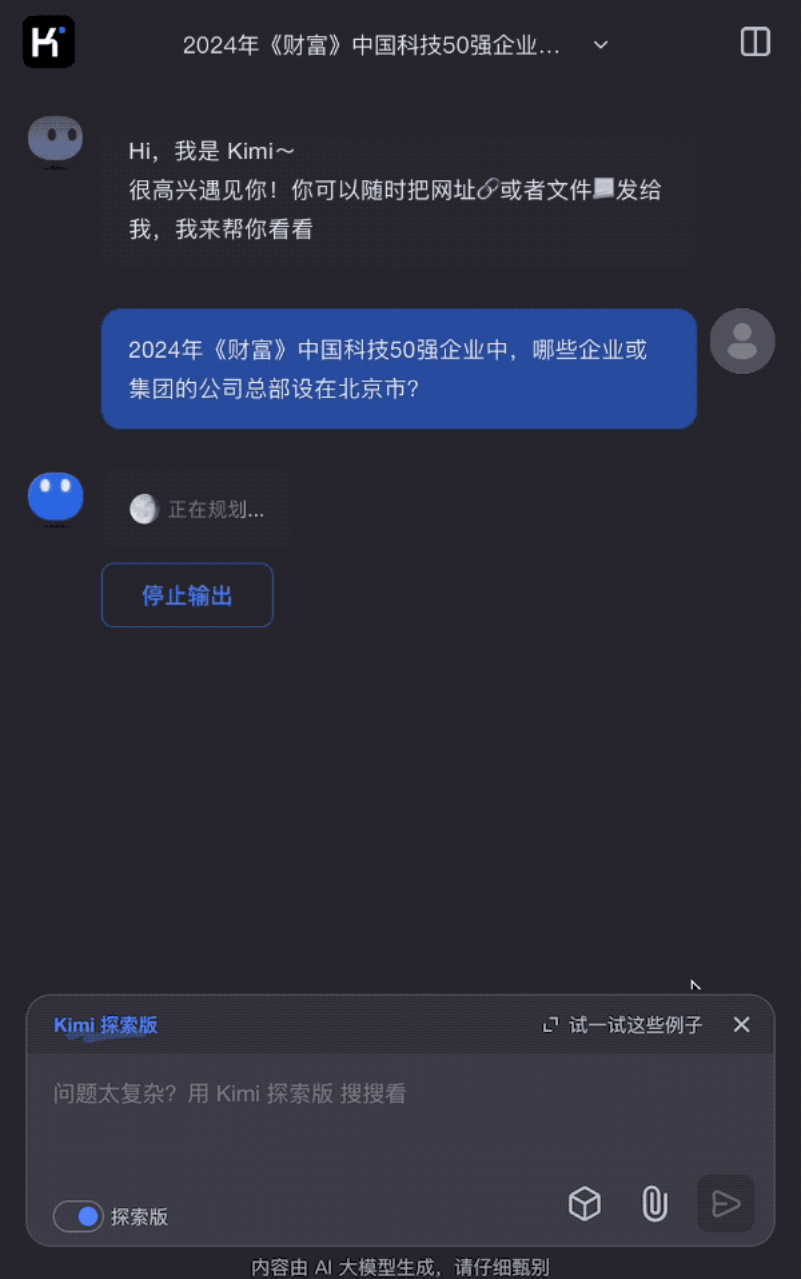 2024年《财富》中国科技50强企业...
Hi，我是 Kimi～
很高兴遇见你！你可以随时把网址🔗或者文件📃发给
我，我来帮你看看
2024年《财富》中国科技50强企业中，哪些企业或
集团的公司总部设在北京市？
正在规划...
停止输出
Kimi 探索版
试一试这些例子
问题太复杂？用 Kimi 探索版 搜搜看
探索版
内容由 AI 大模型生成，请仔细甄别